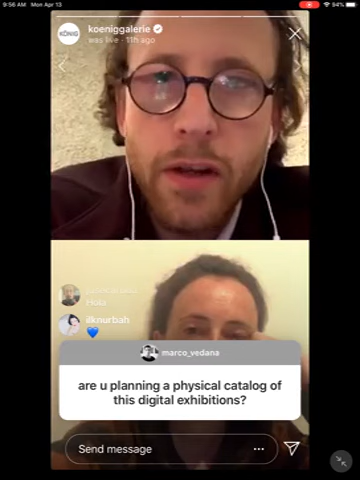 9:56 AM Mon Apr 13
94%
KÖNIG
koeniggalerie
was live · 11h ago
Hola
ilknurbah
💙
marco_vedana
are u planning a physical catalog of
this digital exhibitions?
Send message